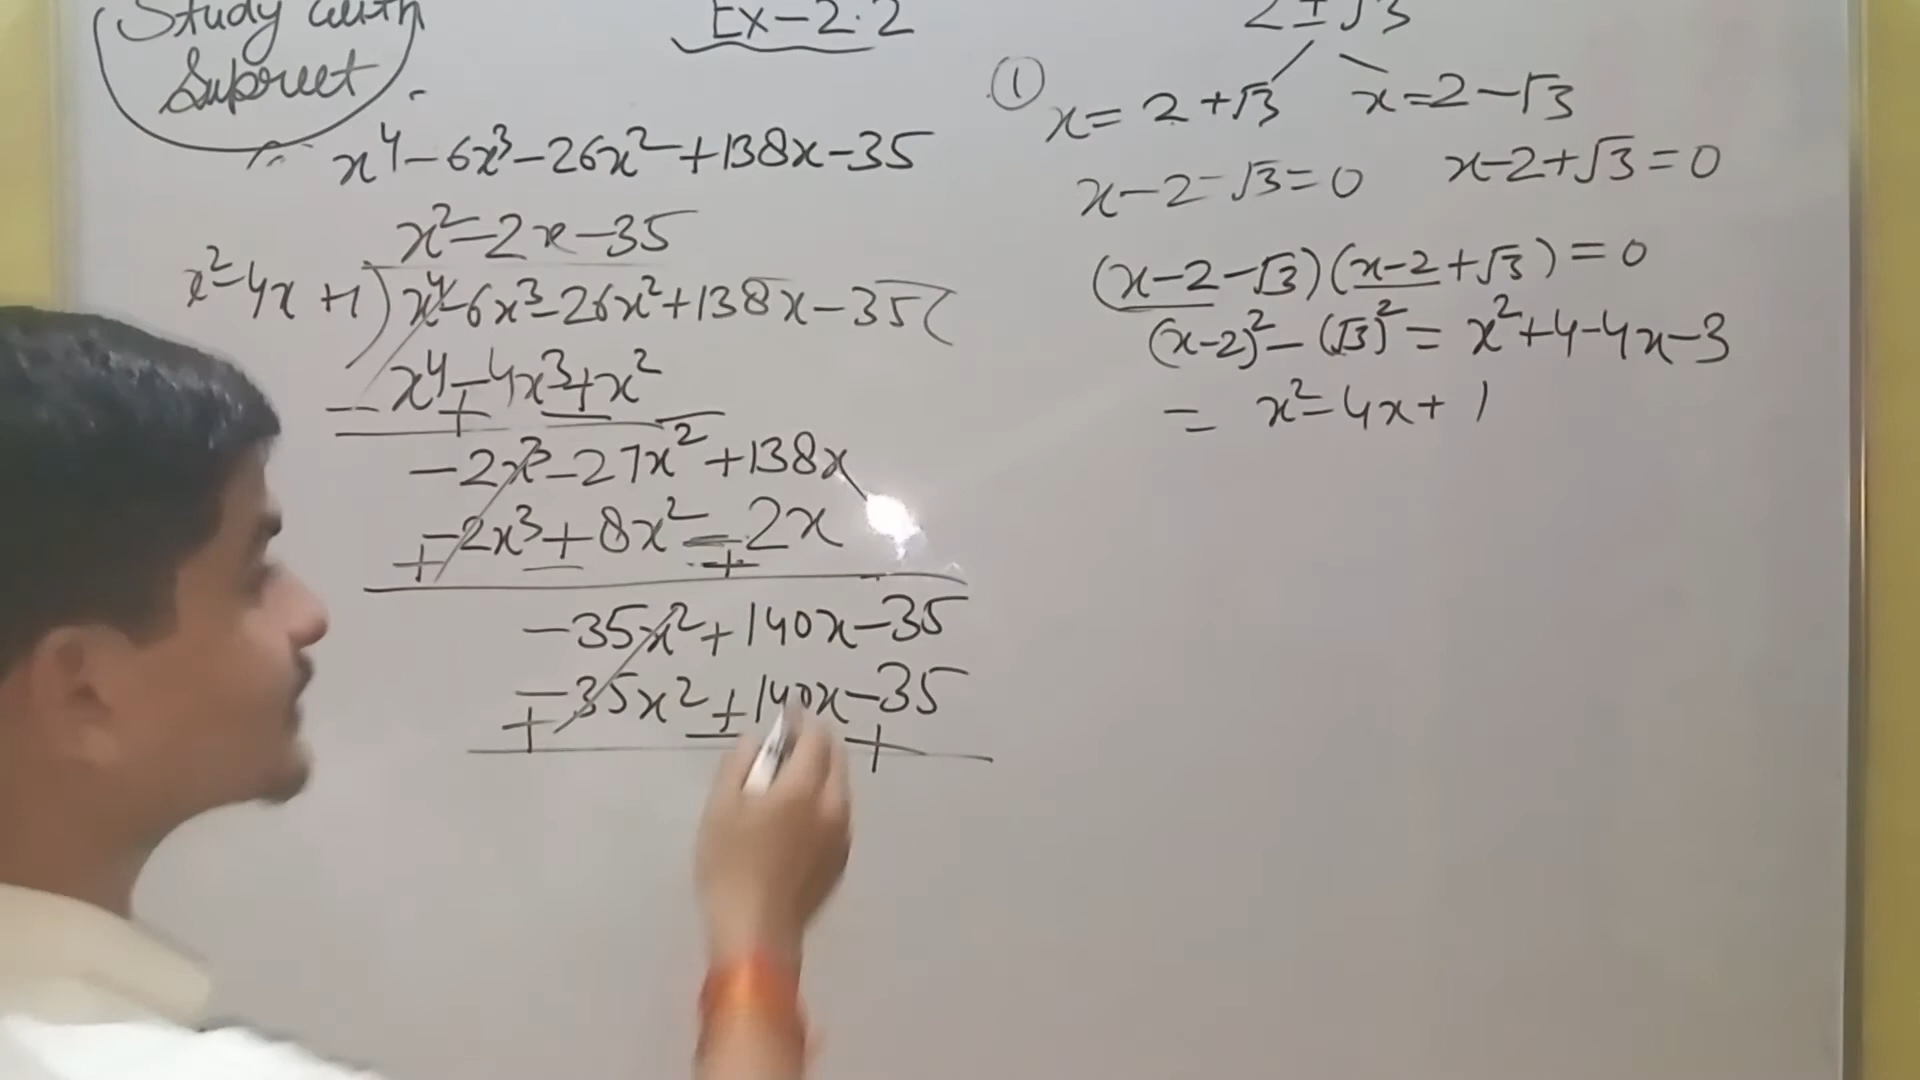 Study with
Supreet.
Ex-2.2
x⁴-6x³-26x²+138x-35
x²-2x-35
x²-4x+1)x⁴-6x³-26x²+138x-35(
x⁴-4x³+x²
- + -
-2x³-27x²+138x
-2x³+8x²-2x
+ - +
-35x²+140x-35
-35x²+140x-35
+ - +
2±√3
① x=2+√3 x=2-√3
x-2-√3=0 x-2+√3=0
(x-2-√3)(x-2+√3)=0
(x-2)²-(√3)²=x²+4-4x-3
= x²-4x+1